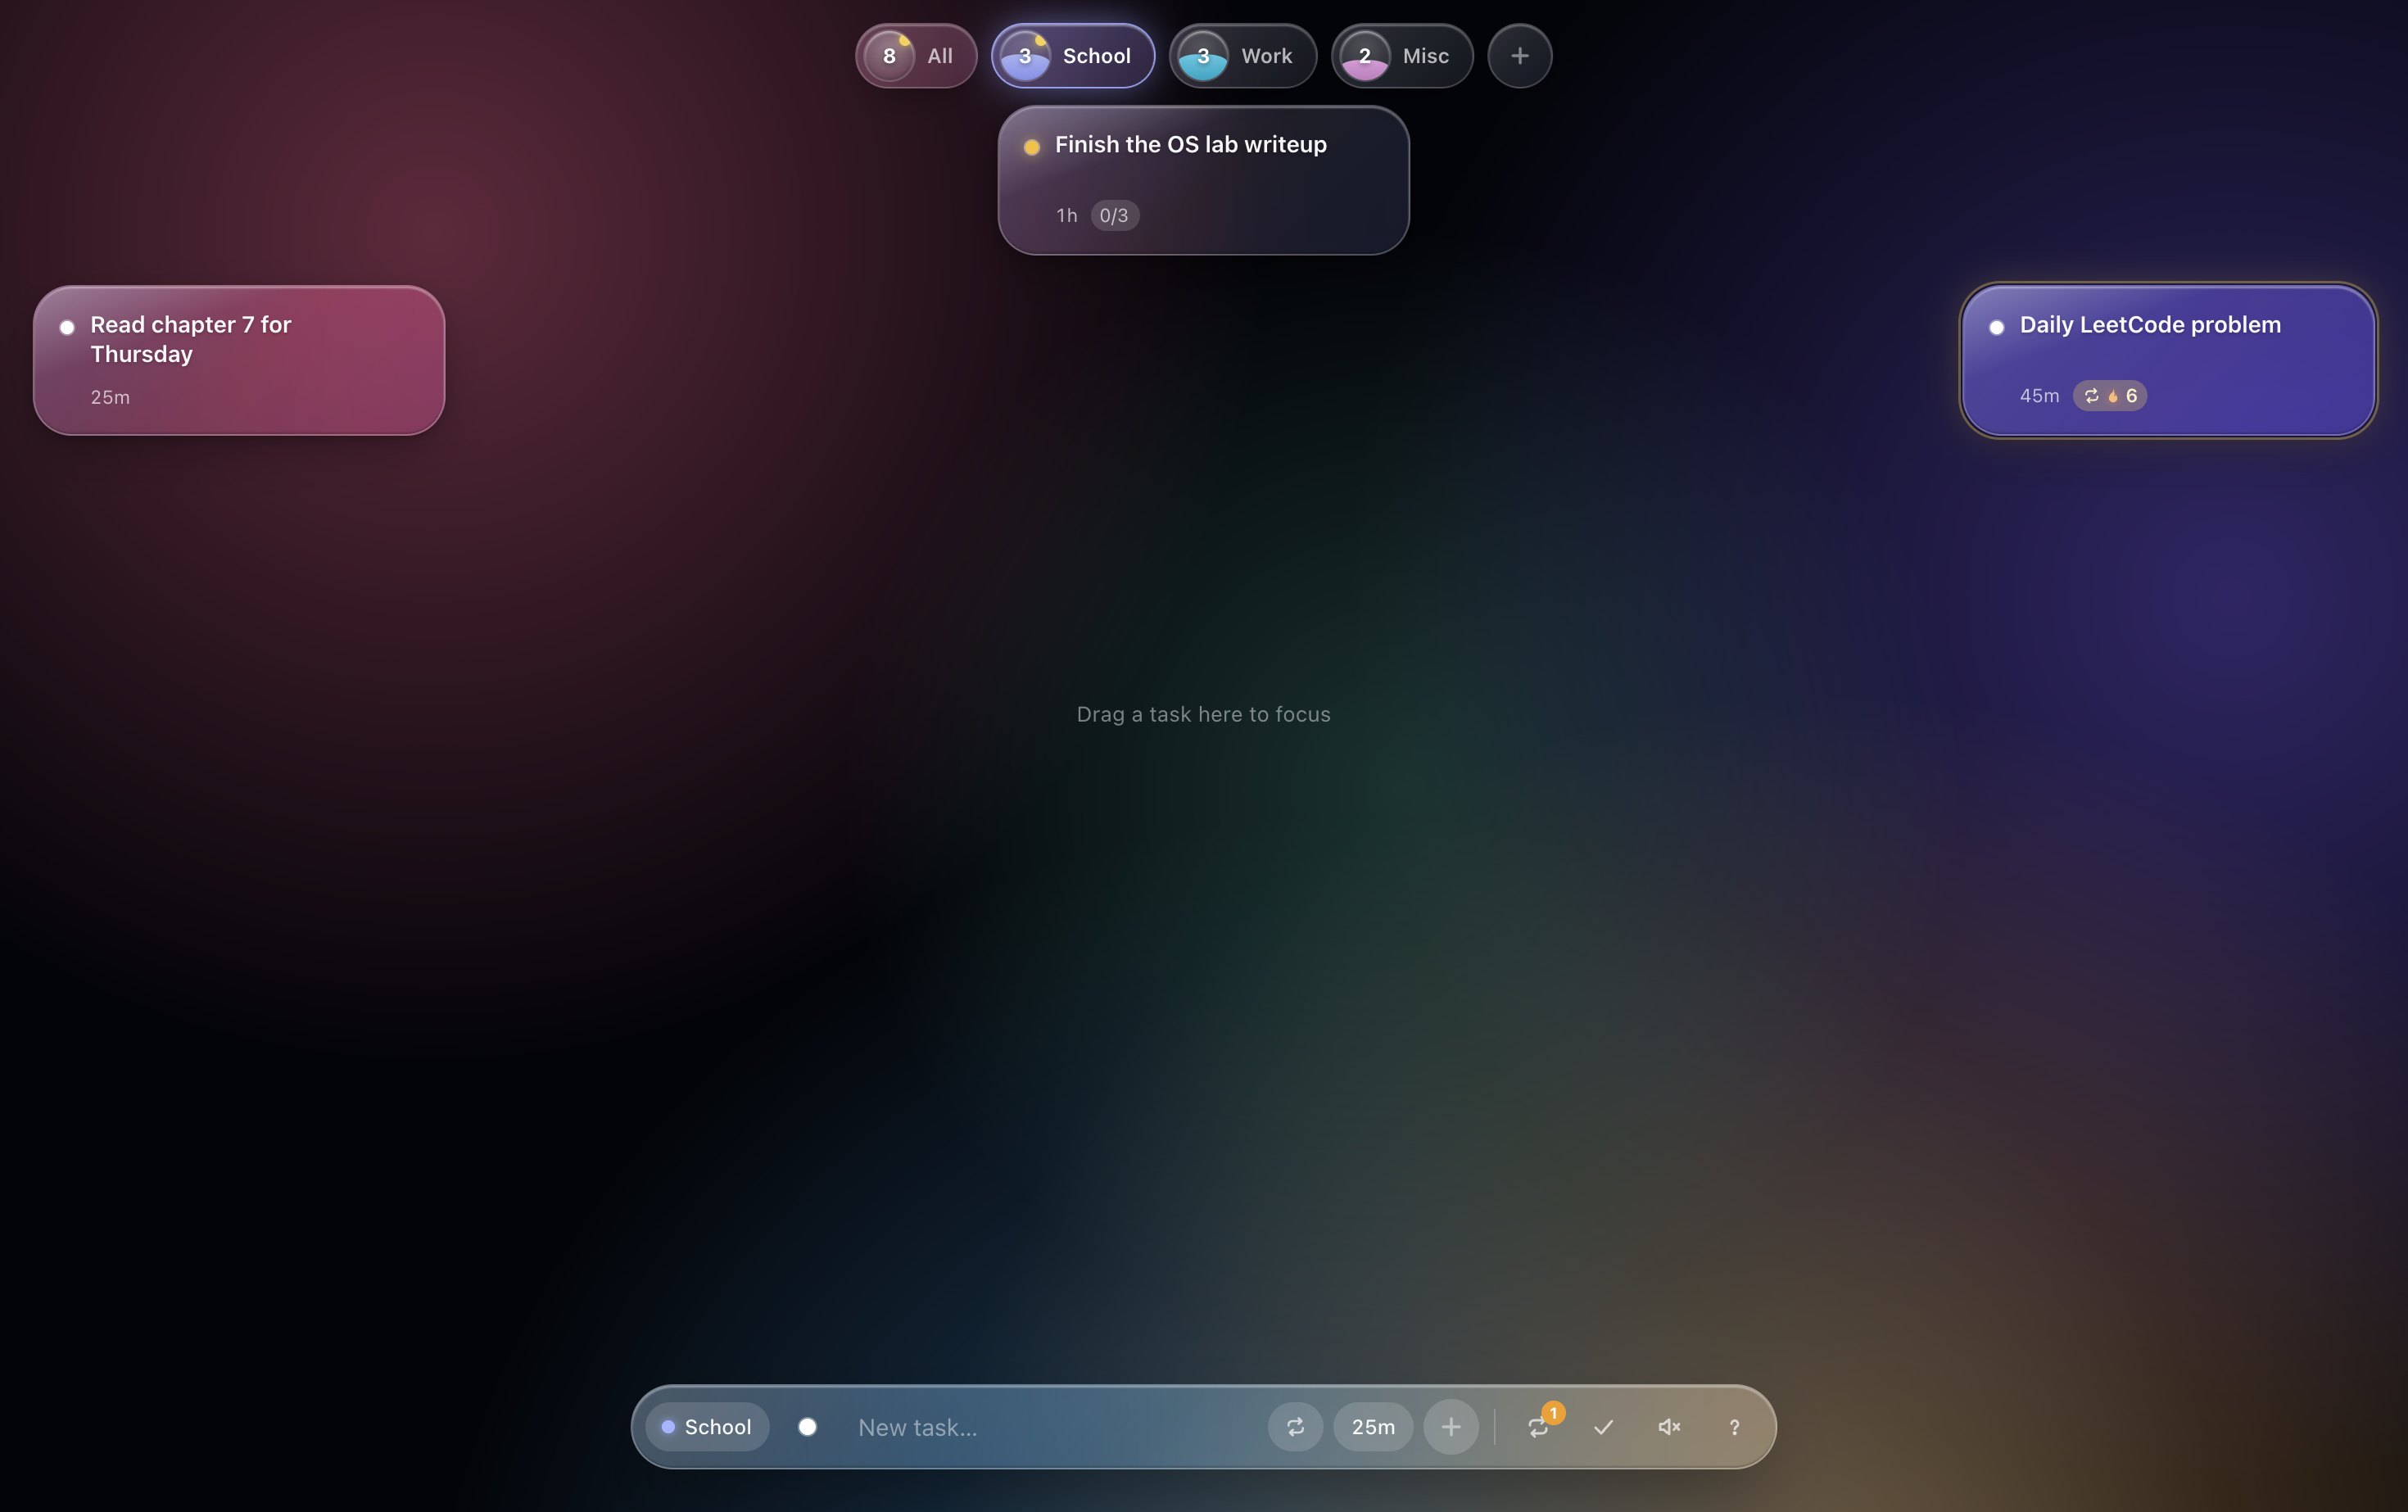 8 All 3 School 3 Work 2 Misc +
Finish the OS lab writeup
1h 0/3
Read chapter 7 for
Thursday
25m
Daily LeetCode problem
45m 6
Drag a task here to focus
School New task... 25m + 1 ?